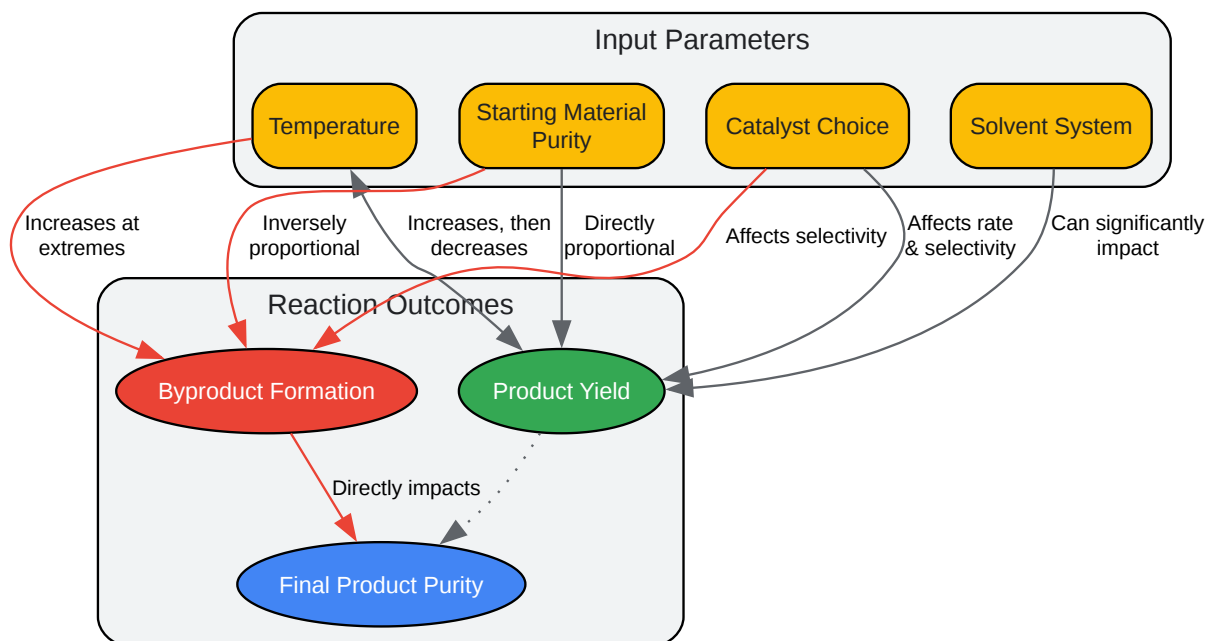 Input Parameters
Temperature
Starting Material
Purity
Catalyst Choice
Solvent System
Increases at
extremes
Inversely
proportional
Increases, then
decreases
Directly
proportional
Affects selectivity
Affects rate
& selectivity
Can significantly
impact
Reaction Outcomes
Byproduct Formation
Product Yield
Directly impacts
Final Product Purity